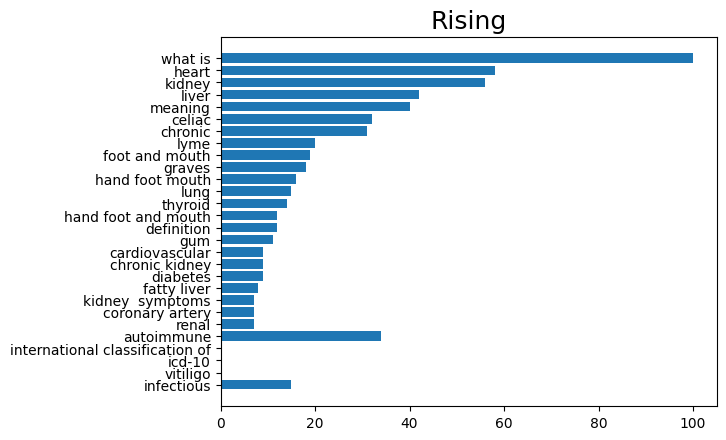 Rising
what is
heart
kidney
liver
meaning
celiac
chronic
lyme
foot and mouth
graves
hand foot mouth
lung
thyroid
hand foot and mouth
definition
gum
cardiovascular
chronic kidney
diabetes
fatty liver
kidney  symptoms
coronary artery
renal
autoimmune
international classification of
icd-10
vitiligo
infectious
0 20 40 60 80 100